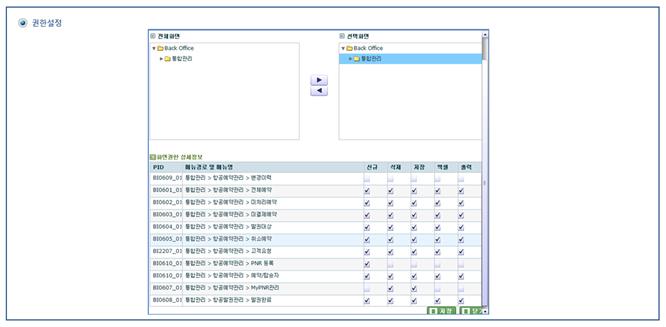 권한설정
전체화면
선택화면
Back Office
통합관리
Back Office
통합관리
화면권한 상세정보
PID 메뉴경로 및 메뉴명 신규 삭제 저장 엑셀 출력
BI0609_01 통합관리 > 항공예약관리 > 변경이력
BI0601_01 통합관리 > 항공예약관리 > 전체예약
BI0602_01 통합관리 > 항공예약관리 > 미처리예약
BI0603_01 통합관리 > 항공예약관리 > 미결제예약
BI0604_01 통합관리 > 항공예약관리 > 발권대상
BI0605_01 통합관리 > 항공예약관리 > 취소예약
BI2207_01 통합관리 > 항공예약관리 > 고객요청
BI0610_01 통합관리 > 항공예약관리 > PNR 등록
BI0610_01 통합관리 > 항공예약관리 > 예약/탑승자
BI0607_01 통합관리 > 항공예약관리 > MyPNR관리
BI0608_01 통합관리 > 항공발권관리 > 발권완료
저장